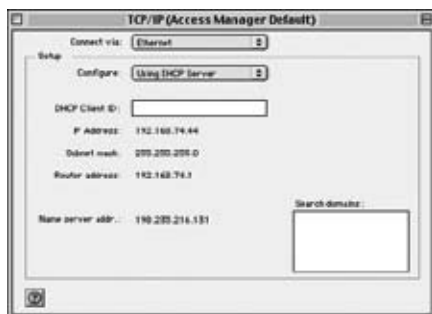 TCP/IP (Access Manager Default)
Connect via: Ethernet
Setup
Configure: Using DHCP Server
DHCP Client ID:
IP Address: 192.168.74.44
Subnet mask: 255.255.255.0
Router address: 192.168.74.1
Search domains:
Name server addr.: 198.235.216.131